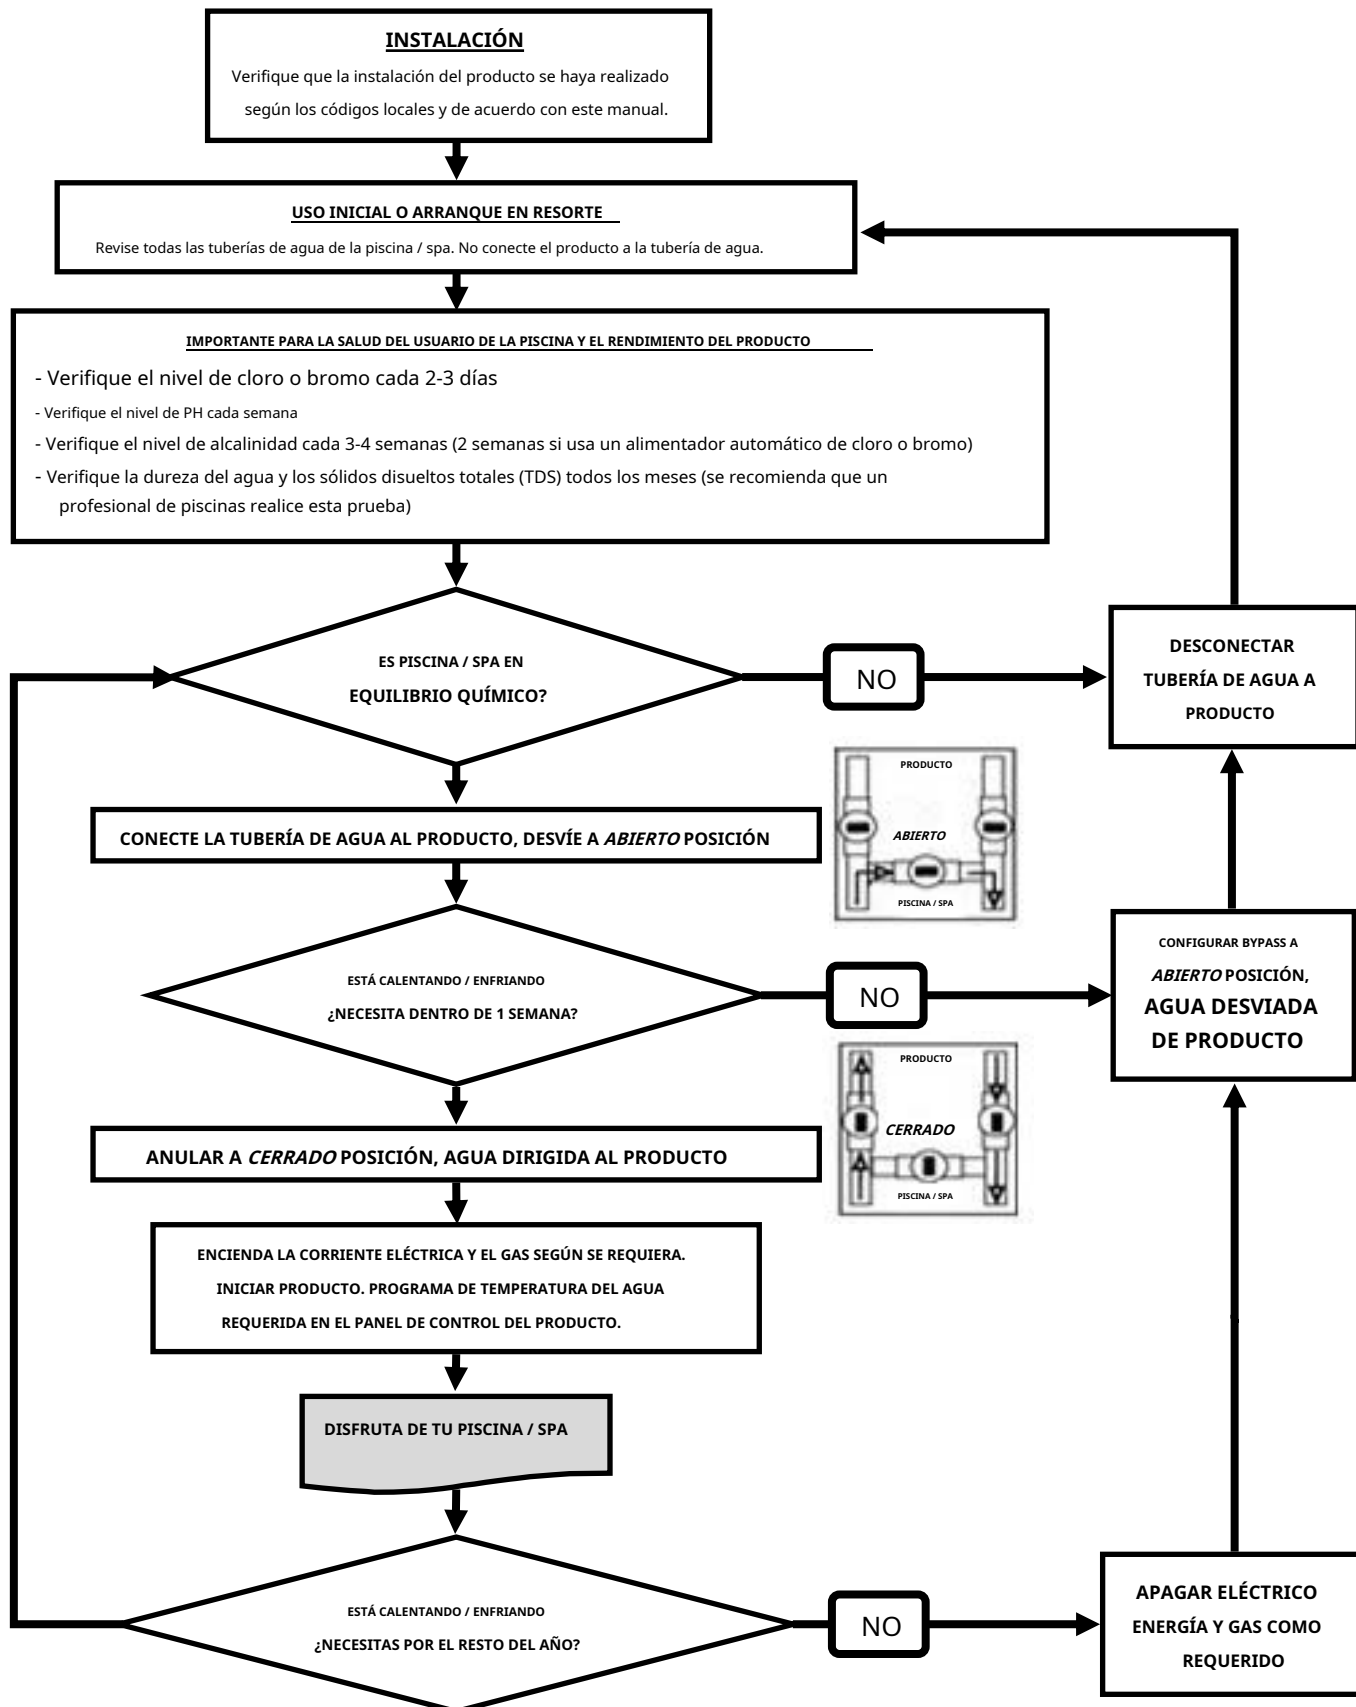 INSTALACIÓN
Verifique que la instalación del producto se haya realizado
según los códigos locales y de acuerdo con este manual.
USO INICIAL O ARRANQUE EN RESORTE
Revise todas las tuberías de agua de la piscina / spa. No conecte el producto a la tubería de agua.
IMPORTANTE PARA LA SALUD DEL USUARIO DE LA PISCINA Y EL RENDIMIENTO DEL PRODUCTO
- Verifique el nivel de cloro o bromo cada 2-3 días
- Verifique el nivel de PH cada semana
- Verifique el nivel de alcalinidad cada 3-4 semanas (2 semanas si usa un alimentador automático de cloro o bromo)
- Verifique la dureza del agua y los sólidos disueltos totales (TDS) todos los meses (se recomienda que un
profesional de piscinas realice esta prueba)
ES PISCINA / SPA EN
EQUILIBRIO QUÍMICO?
NO
DESCONECTAR
TUBERÍA DE AGUA A
PRODUCTO
PRODUCTO
ABIERTO
PISCINA / SPA
CONECTE LA TUBERÍA DE AGUA AL PRODUCTO, DESVÍE A ABIERTO POSICIÓN
ESTÁ CALENTANDO / ENFRIANDO
¿NECESITA DENTRO DE 1 SEMANA?
NO
CONFIGURAR BYPASS A
ABIERTO POSICIÓN,
AGUA DESVIADA
DE PRODUCTO
PRODUCTO
CERRADO
PISCINA / SPA
ANULAR A CERRADO POSICIÓN, AGUA DIRIGIDA AL PRODUCTO
ENCIENDA LA CORRIENTE ELÉCTRICA Y EL GAS SEGÚN SE REQUIERA.
INICIAR PRODUCTO. PROGRAMA DE TEMPERATURA DEL AGUA
REQUERIDA EN EL PANEL DE CONTROL DEL PRODUCTO.
DISFRUTA DE TU PISCINA / SPA
ESTÁ CALENTANDO / ENFRIANDO
¿NECESITAS POR EL RESTO DEL AÑO?
NO
APAGAR ELÉCTRICO
ENERGÍA Y GAS COMO
REQUERIDO